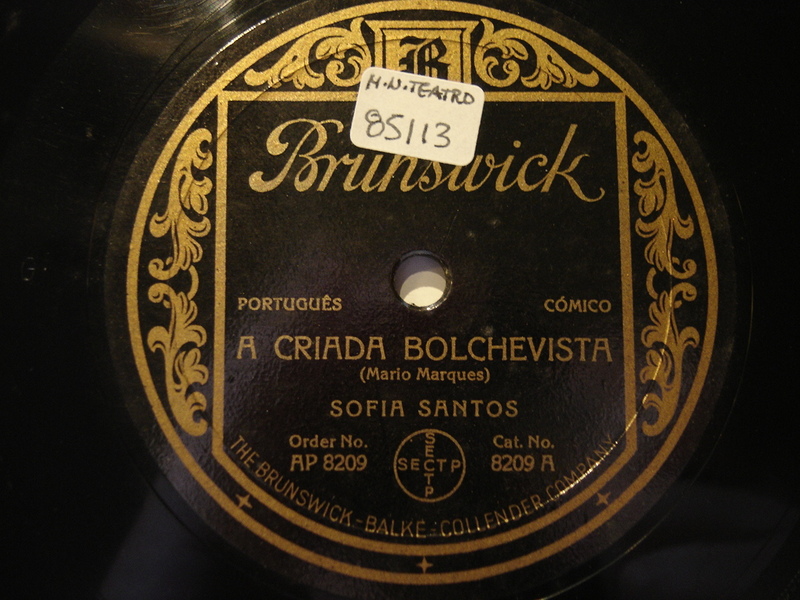 B
M.N.TEATRO
85113
Brunswick
PORTUGUÊS CÓMICO
A CRIADA BOLCHEVISTA
(Mario Marques)
SOFIA SANTOS
Order No. Cat. No.
AP 8209 8209 A
SECTP
SECTP
THE BRUNSWICK-BALKE-COLLENDER COMPANY